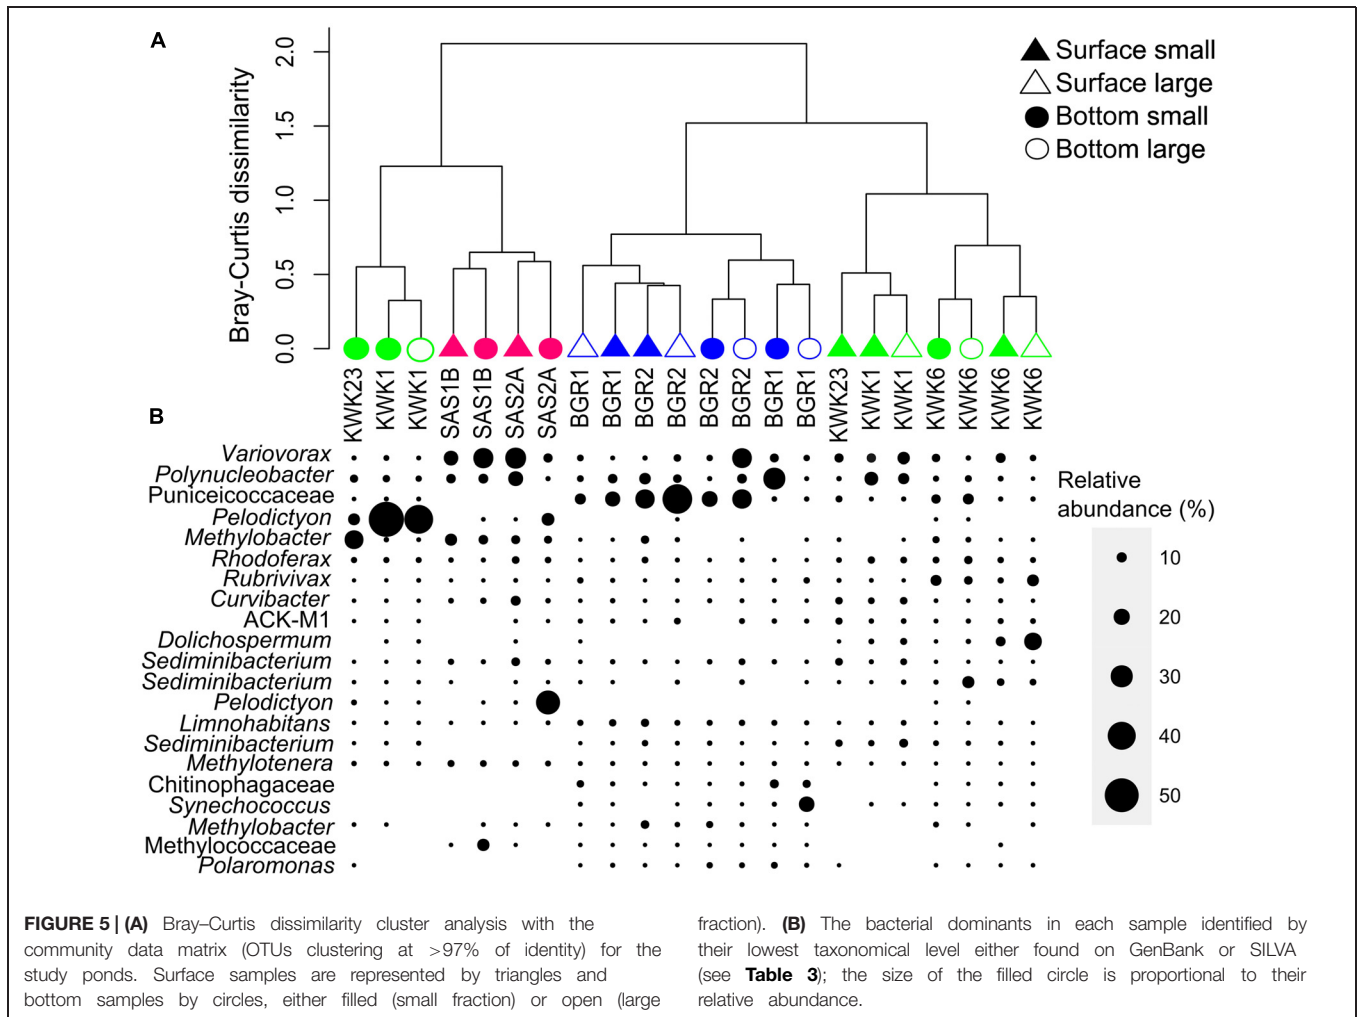 A
Bray-Curtis dissimilarity
2.0
1.5
1.0
0.5
0.0
Surface small
Surface large
Bottom small
Bottom large
KWK23
KWK1
KWK1
SAS1B
SAS1B
SAS2A
SAS2A
BGR1
BGR1
BGR2
BGR2
BGR2
BGR2
BGR1
BGR1
KWK23
KWK1
KWK1
KWK6
KWK6
KWK6
KWK6
B
Variovorax
Polynucleobacter
Puniceicoccaceae
Pelodictyon
Methylobacter
Rhodoferax
Rubrivivax
Curvibacter
ACK-M1
Dolichospermum
Sediminibacterium
Sediminibacterium
Pelodictyon
Limnohabitans
Sediminibacterium
Methylotenera
Chitinophagaceae
Synechococcus
Methylobacter
Methylococcaceae
Polaromonas
Relative
abundance (%)
10
20
30
40
50
FIGURE 5 | (A) Bray–Curtis dissimilarity cluster analysis with the
community data matrix (OTUs clustering at >97% of identity) for the
study ponds. Surface samples are represented by triangles and
bottom samples by circles, either filled (small fraction) or open (large
fraction). (B) The bacterial dominants in each sample identified by
their lowest taxonomical level either found on GenBank or SILVA
(see Table 3); the size of the filled circle is proportional to their
relative abundance.